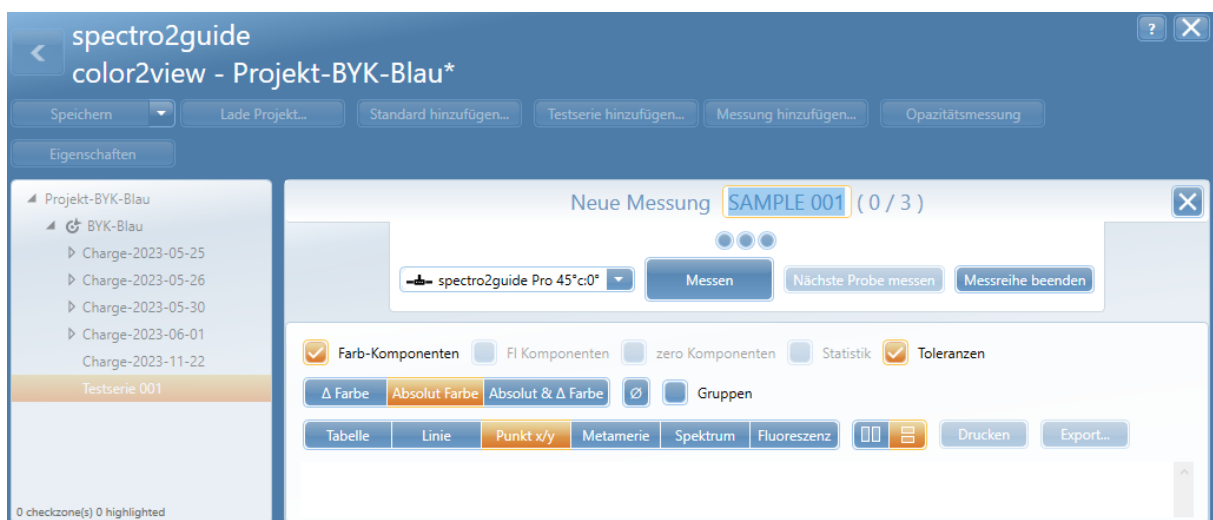 spectro2guide
color2view - Projekt-BYK-Blau*
?
Speichern
Lade Projekt...
Standard hinzufügen...
Testserie hinzufügen...
Messung hinzufügen...
Opazitätsmessung
Eigenschaften
Projekt-BYK-Blau
BYK-Blau
Charge-2023-05-25
Charge-2023-05-26
Charge-2023-05-30
Charge-2023-06-01
Charge-2023-11-22
Testserie 001
0 checkzone(s) 0 highlighted
Neue Messung SAMPLE 001 ( 0 / 3 )
spectro2guide Pro 45°c:0°
Messen
Nächste Probe messen
Messreihe beenden
Farb-Komponenten
Fl Komponenten
zero Komponenten
Statistik
Toleranzen
Δ Farbe
Absolut Farbe
Absolut & Δ Farbe
Ø
Gruppen
Tabelle
Linie
Punkt x/y
Metamerie
Spektrum
Fluoreszenz
Drucken
Export...